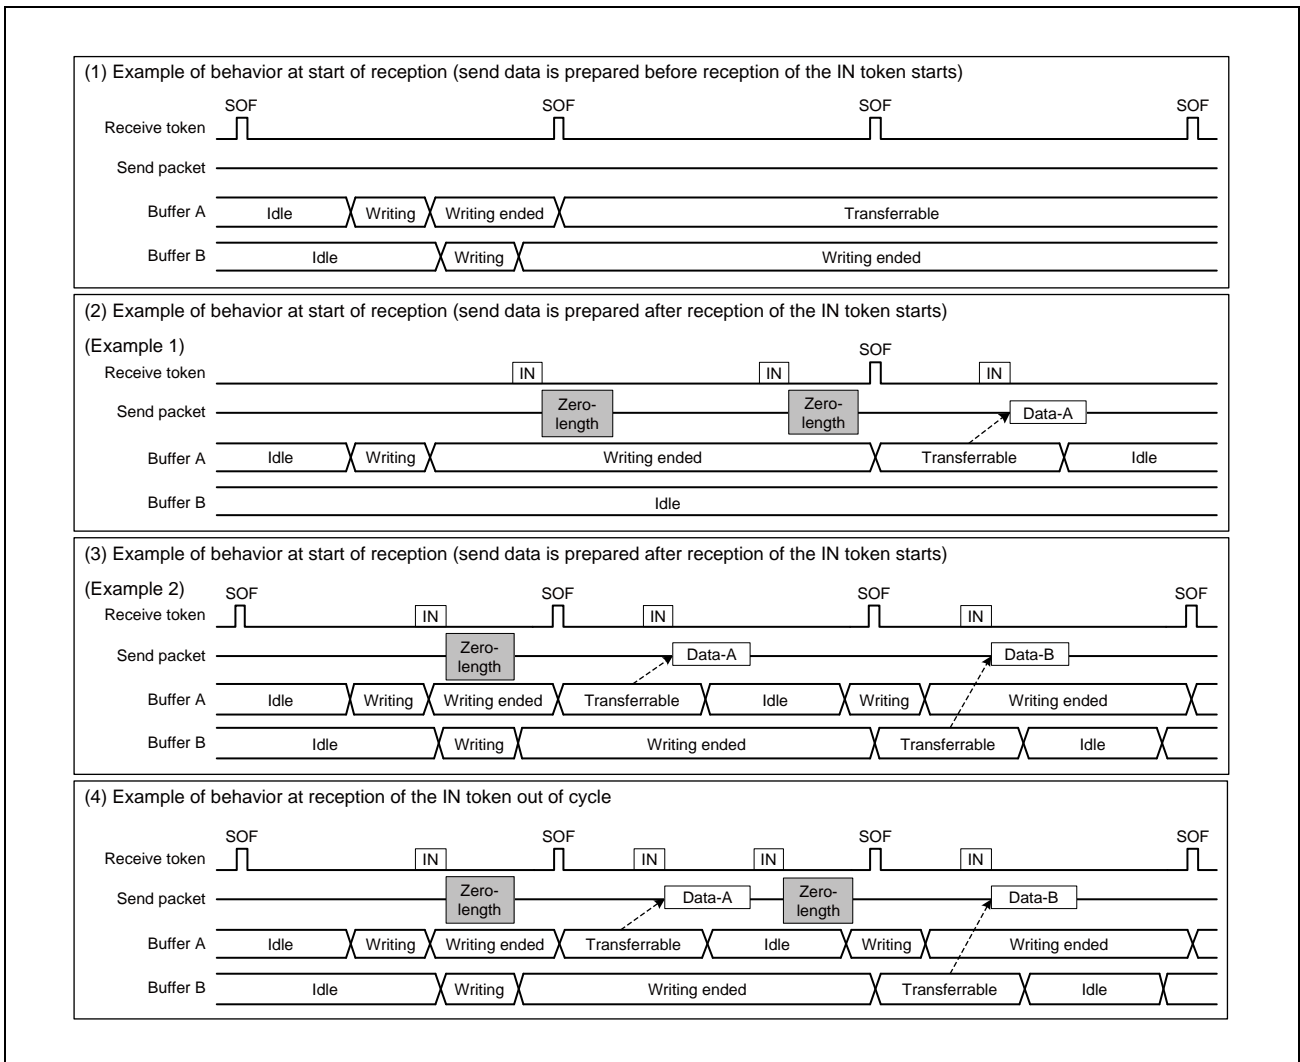 (1) Example of behavior at start of reception (send data is prepared before reception of the IN token starts)
SOF SOF SOF SOF
Receive token
Send packet
Buffer A Idle Writing Writing ended Transferrable
Buffer B Idle Writing Writing ended
(2) Example of behavior at start of reception (send data is prepared after reception of the IN token starts)
(Example 1) SOF
Receive token IN IN IN
Send packet Zero-length Zero-length Data-A
Buffer A Idle Writing Writing ended Transferrable Idle
Buffer B Idle
(3) Example of behavior at start of reception (send data is prepared after reception of the IN token starts)
(Example 2) SOF SOF SOF SOF
Receive token IN IN IN
Send packet Zero-length Data-A Data-B
Buffer A Idle Writing Writing ended Transferrable Idle Writing Writing ended
Buffer B Idle Writing Writing ended Transferrable Idle
(4) Example of behavior at reception of the IN token out of cycle
SOF SOF SOF SOF
Receive token IN IN IN IN
Send packet Zero-length Data-A Zero-length Data-B
Buffer A Idle Writing Writing ended Transferrable Idle Writing Writing ended
Buffer B Idle Writing Writing ended Transferrable Idle